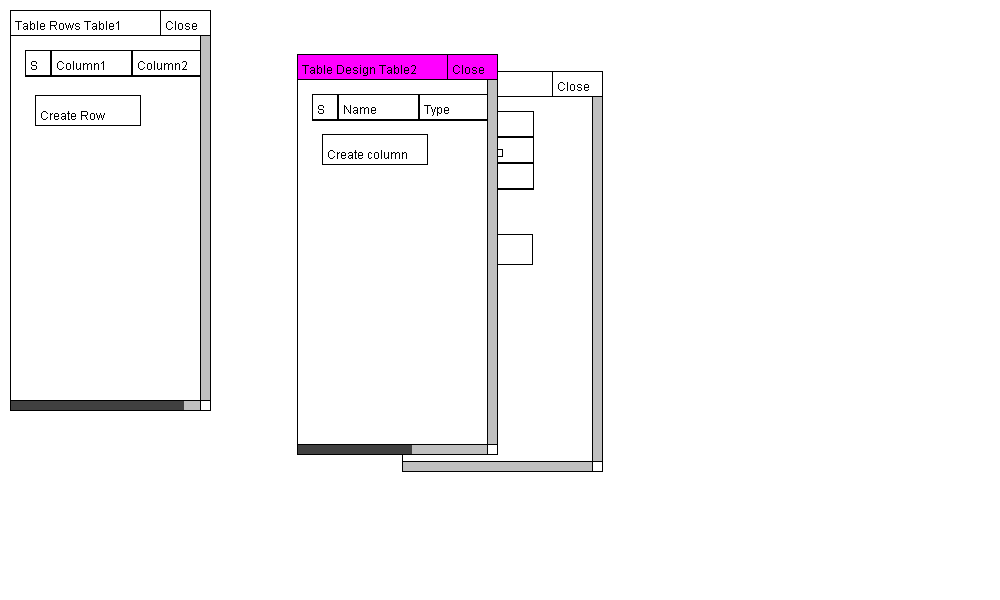 Table Rows Table1 Close
S Column1 Column2
Create Row
Table Design Table2 Close
S Name Type
Create column
Close